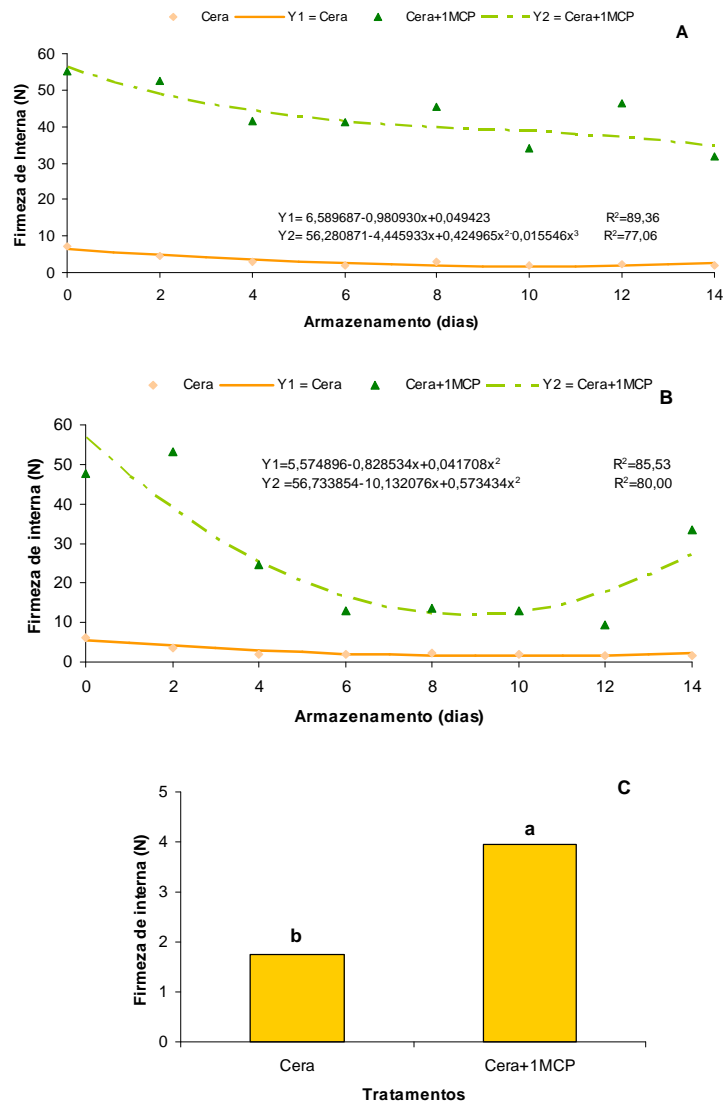 Cera Y1 = Cera Cera+1MCP Y2 = Cera+1MCP
A
Firmeza de Interna (N)
60
50
40
30
20
10
0
Y1= 6,589687-0,980930x+0,049423 R²=89,36
Y2= 56,280871-4,445933x+0,424965x²-0,015546x³ R²=77,06
0 2 4 6 8 10 12 14
Armazenamento (dias)
Cera Y1 = Cera Cera+1MCP Y2 = Cera+1MCP
B
Firmeza de interna (N)
60
50
40
30
20
10
0
Y1=5,574896-0,828534x+0,041708x² R²=85,53
Y2 =56,733854-10,132076x+0,573434x² R²=80,00
0 2 4 6 8 10 12 14
Armazenamento (dias)
C
Firmeza de interna (N)
5
4
3
2
1
0
b
a
Cera Cera+1MCP
Tratamentos